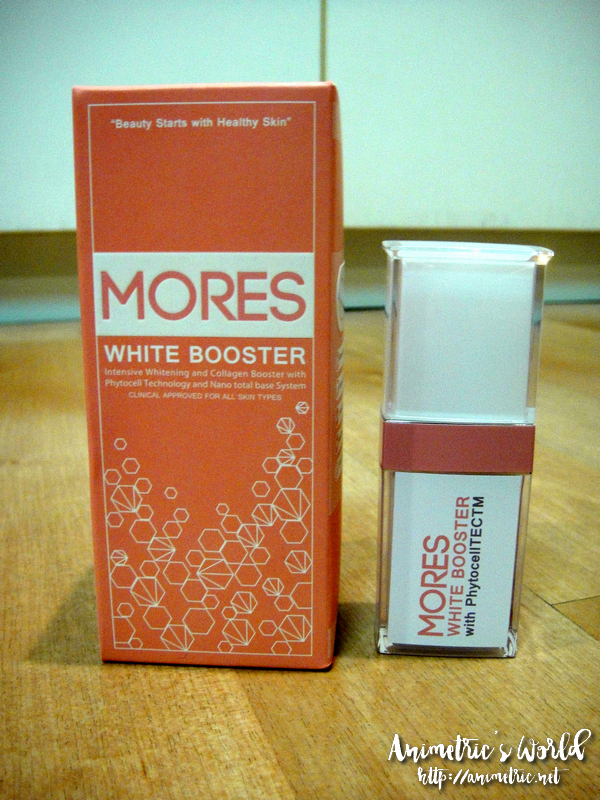 "Beauty Starts with Healthy Skin"
MORES
WHITE BOOSTER
Intensive Whitening and Collagen Booster with
Phytocell Technology and Nano total base System
CLINICAL APPROVED FOR ALL SKIN TYPES
MORES
WHITE BOOSTER
with PhytocellTECTM
Animetric's World
http://animetric.net